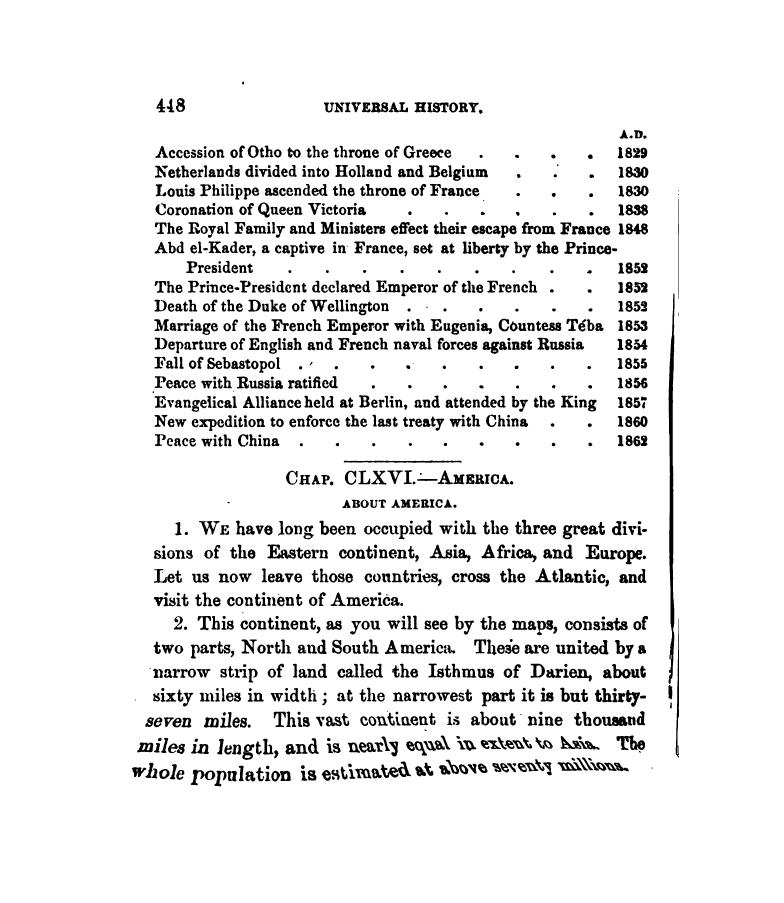 448 UNIVERSAL HISTORY.
A.D.
Accession of Otho to the throne of Greece . . . . 1829
Netherlands divided into Holland and Belgium . . . 1830
Louis Philippe ascended the throne of France . . . 1830
Coronation of Queen Victoria . . . . . . 1838
The Royal Family and Ministers effect their escape from France 1848
Abd el-Kader, a captive in France, set at liberty by the Prince-
President . . . . . . . . . 1852
The Prince-President declared Emperor of the French . . 1852
Death of the Duke of Wellington . . . . . . 1852
Marriage of the French Emperor with Eugenia, Countess Téba 1853
Departure of English and French naval forces against Russia 1854
Fall of Sebastopol . . . . . . . . . 1855
Peace with Russia ratified . . . . . . . 1856
Evangelical Alliance held at Berlin, and attended by the King 1857
New expedition to enforce the last treaty with China . . 1860
Peace with China . . . . . . . . . 1862
CHAP. CLXVI.—AMERICA.
ABOUT AMERICA.
1. WE have long been occupied with the three great divi-
sions of the Eastern continent, Asia, Africa, and Europe.
Let us now leave those countries, cross the Atlantic, and
visit the continent of America.
2. This continent, as you will see by the maps, consists of
two parts, North and South America. These are united by a
narrow strip of land called the Isthmus of Darien, about
sixty miles in width; at the narrowest part it is but thirty-
seven miles. This vast continent is about nine thousand
miles in length, and is nearly equal in extent to Asia. The
whole population is estimated at above seventy millions.